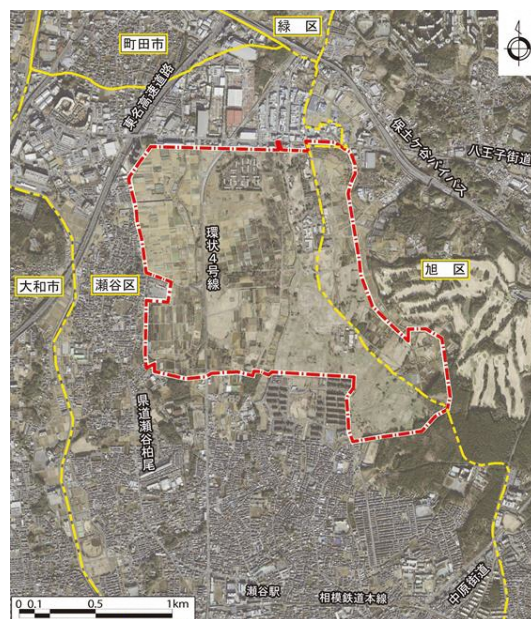 緑 区
町田市
東名高速道路
保土ケ谷バイパス
八王子街道
環状4号線
旭 区
大和市
瀬谷区
県道瀬谷柏尾
瀬谷駅
相模鉄道本線
中原街道
0 0.1 0.5 1km